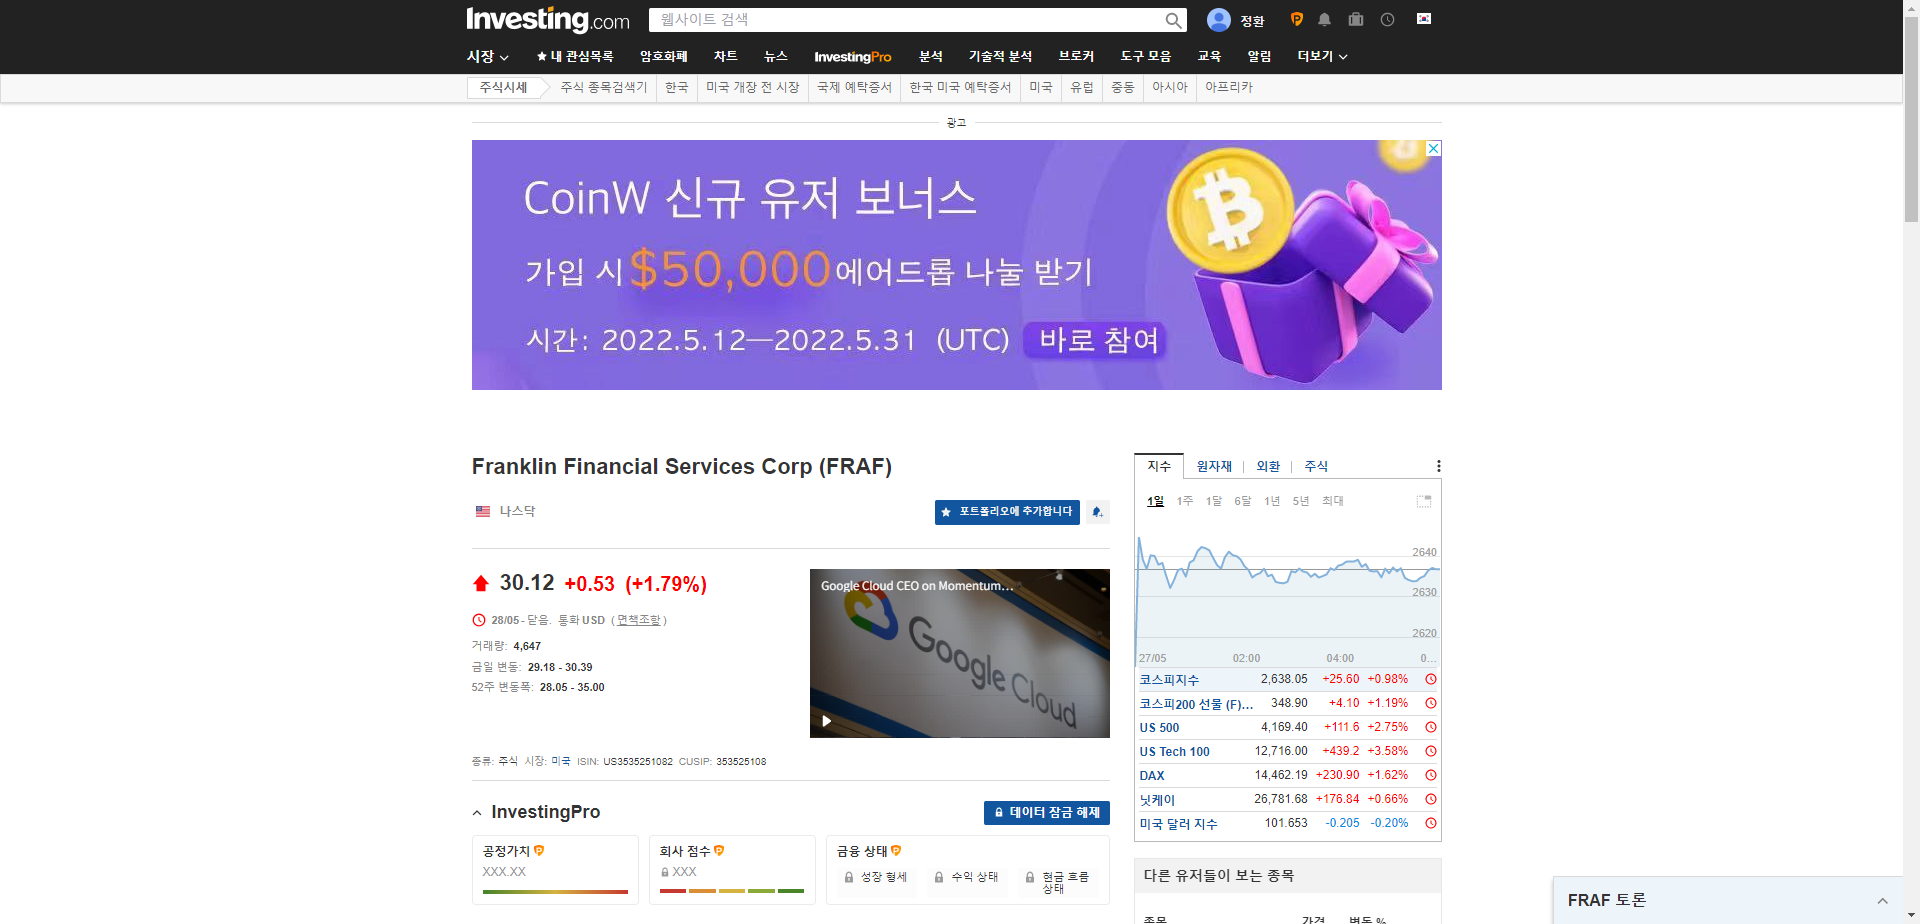 Investing.com
웹사이트 검색
정환
시장
내 관심목록
암호화폐
차트
뉴스
InvestingPro
분석
기술적 분석
브로커
도구 모음
교육
알림
더보기
주식시세
주식 종목검색기
한국
미국 개장 전 시장
국제 예탁증서
한국 미국 예탁증서
미국
유럽
중동
아시아
아프리카
광고
CoinW 신규 유저 보너스
가입 시 $50,000에어드롭 나눌 받기
시간: 2022.5.12—2022.5.31 (UTC) 바로 참여
Franklin Financial Services Corp (FRAF)
나스닥
포트폴리오에 추가합니다
30.12 +0.53 (+1.79%)
28/05 - 닫음. 통화 USD ( 면책조항 )
거래량: 4,647
금일 변동: 29.18 - 30.39
52주 변동폭: 28.05 - 35.00
Google Cloud CEO on Momentum…
Google Cloud
종류: 주식 시장: 미국 ISIN: US3535251082 CUSIP: 353525108
InvestingPro
데이터 잠금 해제
공정가치
XXX.XX
회사 점수
XXX
금융 상태
성장 형세
수익 상태
현금 흐름
상태
지수
원자재
외환
주식
1일 1주 1달 6달 1년 5년 최대
2640
2630
2620
27/05 02:00 04:00 0...
코스피지수 2,638.05 +25.60 +0.98%
코스피200 선물 (F)... 348.90 +4.10 +1.19%
US 500 4,169.40 +111.6 +2.75%
US Tech 100 12,716.00 +439.2 +3.58%
DAX 14,462.19 +230.90 +1.62%
닛케이 26,781.68 +176.84 +0.66%
미국 달러 지수 101.653 -0.205 -0.20%
다른 유저들이 보는 종목
종목 가격 변동 %
FRAF 토론